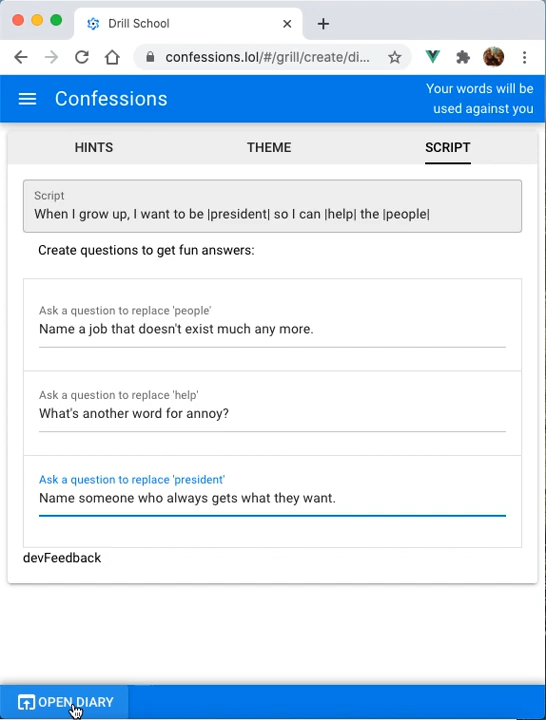 Drill School
confessions.lol/#/grill/create/di...
Confessions
Your words will be
used against you
HINTS
THEME
SCRIPT
Script
When I grow up, I want to be |president| so I can |help| the |people|
Create questions to get fun answers:
Ask a question to replace 'people'
Name a job that doesn't exist much any more.
Ask a question to replace 'help'
What's another word for annoy?
Ask a question to replace 'president'
Name someone who always gets what they want.
devFeedback
OPEN DIARY